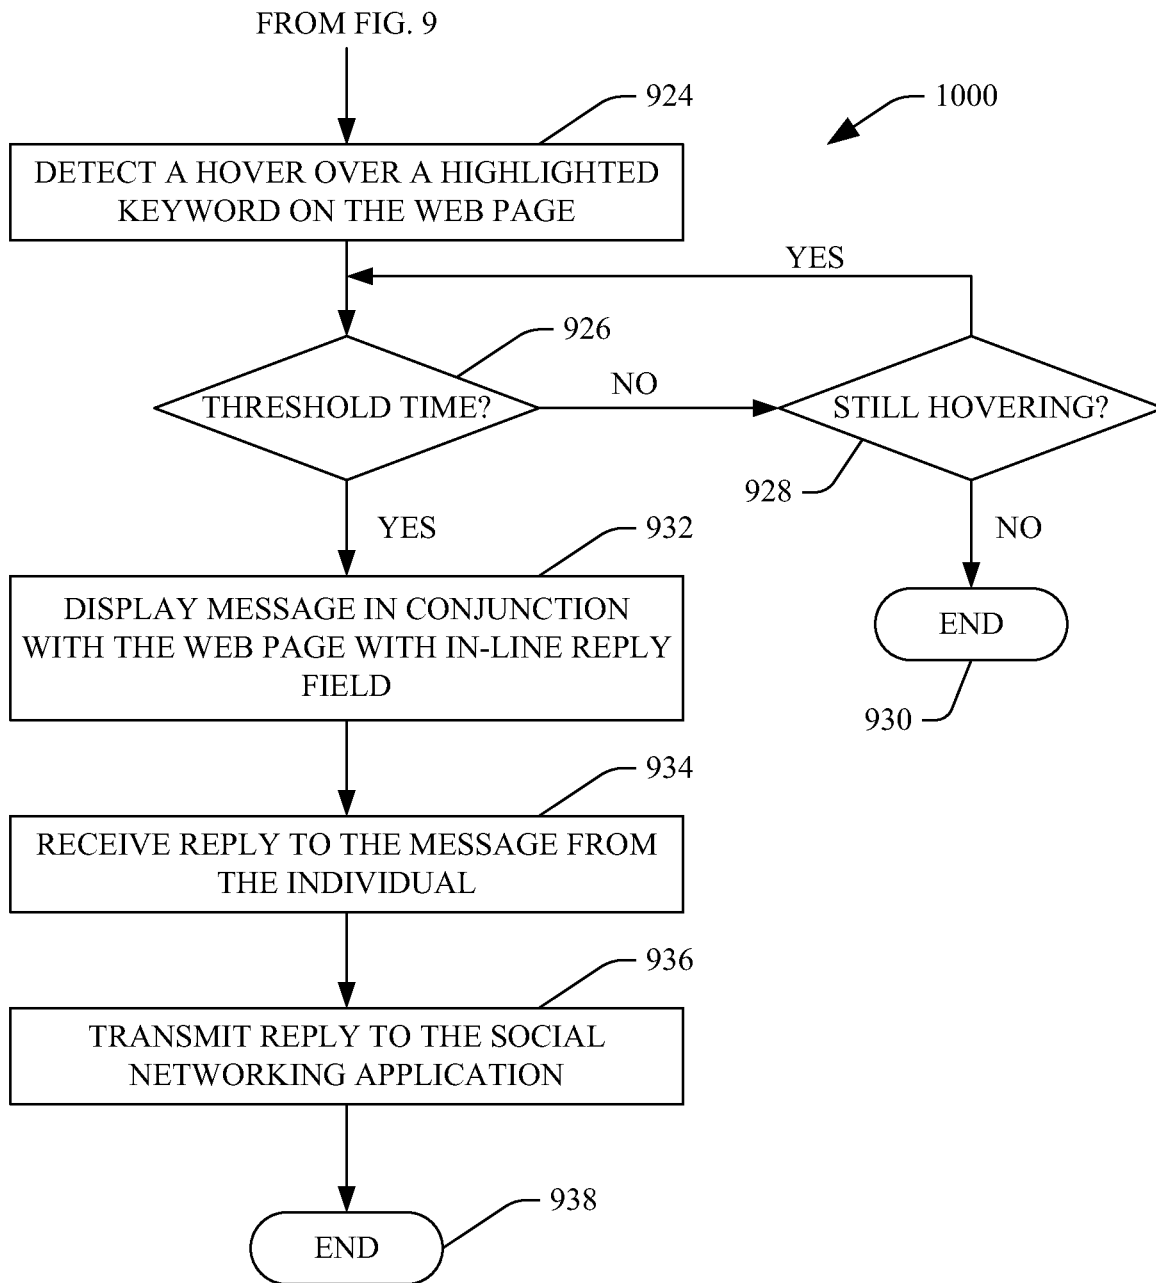 FROM FIG. 9
924
1000
DETECT A HOVER OVER A HIGHLIGHTED
KEYWORD ON THE WEB PAGE
YES
926
THRESHOLD TIME?
NO
STILL HOVERING?
928
YES
NO
932
DISPLAY MESSAGE IN CONJUNCTION
WITH THE WEB PAGE WITH IN-LINE REPLY
FIELD
END
930
934
RECEIVE REPLY TO THE MESSAGE FROM
THE INDIVIDUAL
936
TRANSMIT REPLY TO THE SOCIAL
NETWORKING APPLICATION
938
END